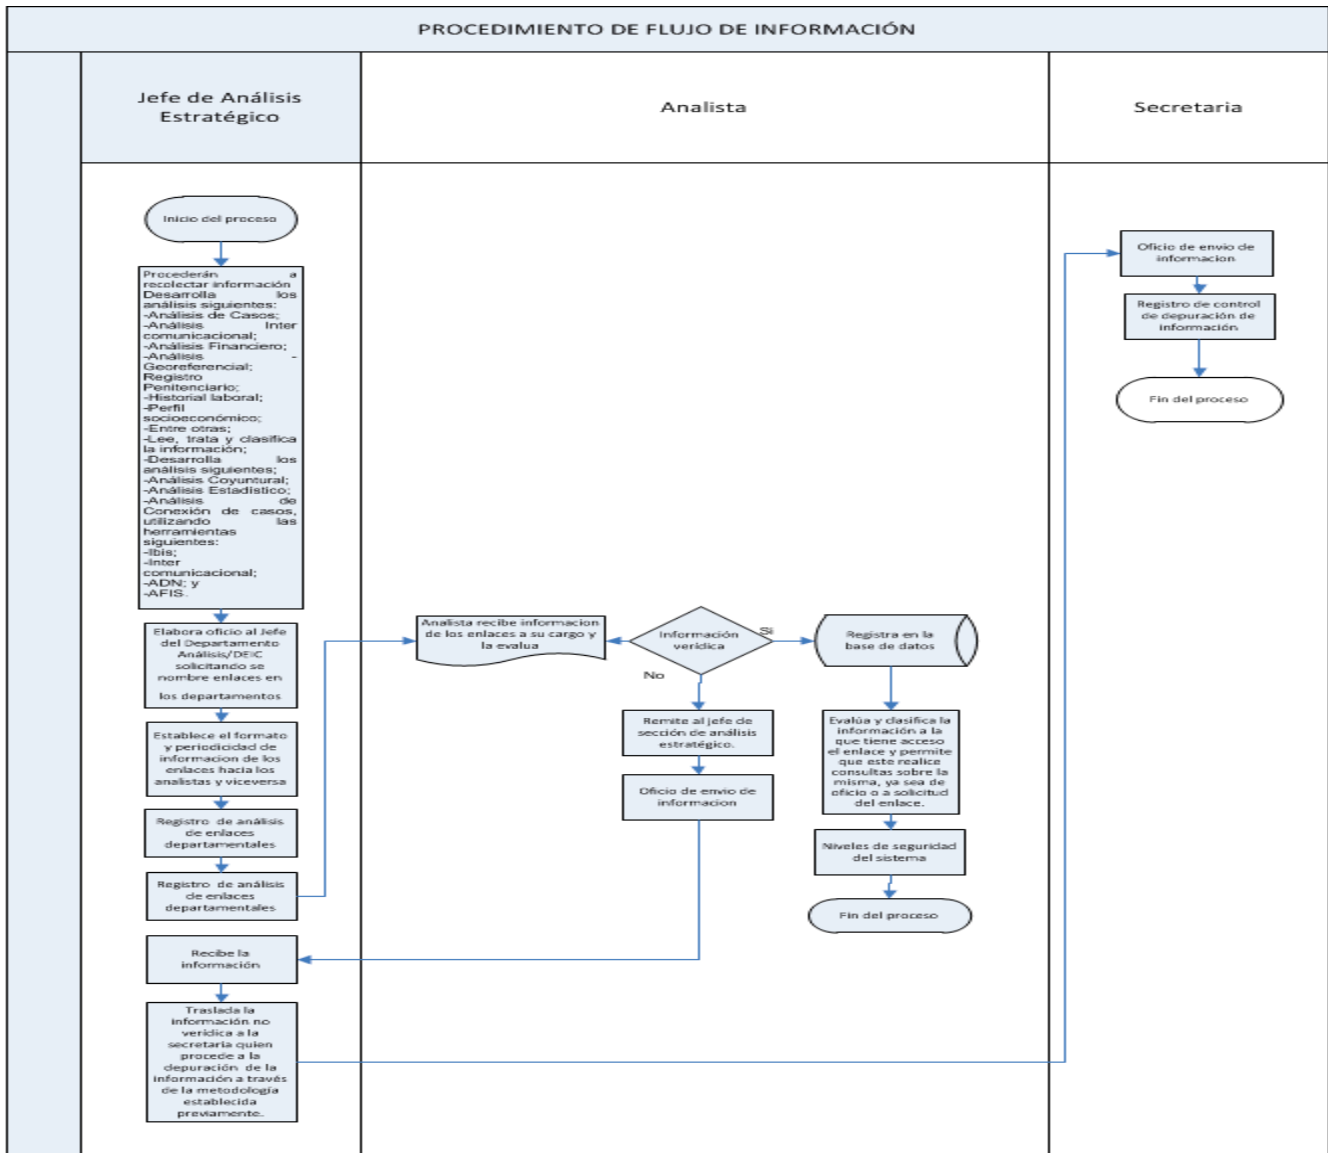 PROCEDIMIENTO DE FLUJO DE INFORMACIÓN
Jefe de Análisis
Estratégico
Analista
Secretaria
Inicio del proceso
Procederán a
recolectar información
Desarrolla los
análisis siguientes:
-Análisis de Casos;
-Análisis Inter
comunicacional;
-Análisis Financiero;
-Análisis -
Georeferencial;
Registro
Penitenciario;
-Historial laboral;
-Perfil
socioeconómico;
-Entre otras;
-Lee, trata y clasifica
la información;
-Desarrolla los
análisis siguientes;
-Análisis Coyuntural;
-Análisis Estadístico;
-Análisis de
Conexión de casos,
utilizando las
herramientas
siguientes:
-Ibis;
-Inter
comunicacional;
-ADN; y
-AFIS.
Elabora oficio al Jefe
del Departamento
Análisis/DEIC
solicitando se
nombre enlaces en
los departamentos
Establece el formato
y periodicidad de
informacion de los
enlaces hacia los
analistas y viceversa
Registro de análisis
de enlaces
departamentales
Registro de análisis
de enlaces
departamentales
Recibe la
información
Traslada la
información no
verídica a la
secretaria quien
procede a la
depuración de la
información a través
de la metodología
establecida
previamente.
Analista recibe informacion
de los enlaces a su cargo y
la evalua
Información
verídica
Si
No
Remite al jefe de
sección de análisis
estratégico.
Oficio de envio de
informacion
Registra en la
base de datos
Evalúa y clasifica la
información a la
que tiene acceso
el enlace y permite
que este realice
consultas sobre la
misma, ya sea de
oficio o a solicitud
del enlace.
Niveles de seguridad
del sistema
Fin del proceso
Oficio de envio de
informacion
Registro de control
de depuración de
información
Fin del proceso